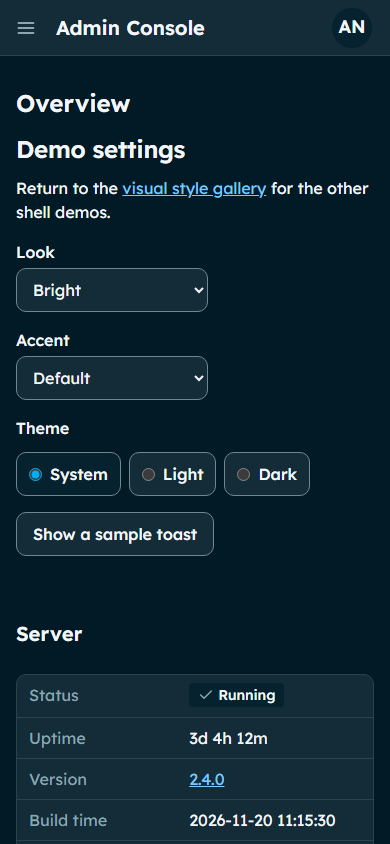 Admin Console
AN
Overview
Demo settings
Return to the visual style gallery for the other
shell demos.
Look
Bright
Accent
Default
Theme
System
Light
Dark
Show a sample toast
Server
Status
Running
Uptime
3d 4h 12m
Version
2.4.0
Build time
2026-11-20 11:15:30